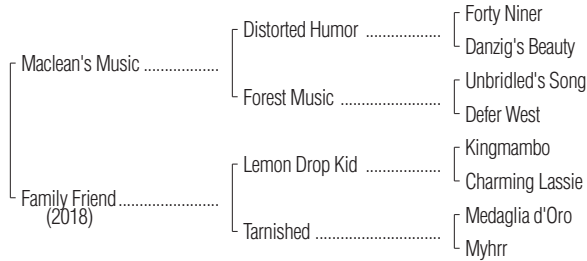 Forty Niner
Distorted Humor ....................
Danzig's Beauty
Maclean's Music ...................
Unbridled's Song
Forest Music .........................
Defer West
Kingmambo
Lemon Drop Kid ....................
Charming Lassie
Family Friend .........................
(2018)
Medaglia d'Oro
Tarnished ...............................
Myhrr